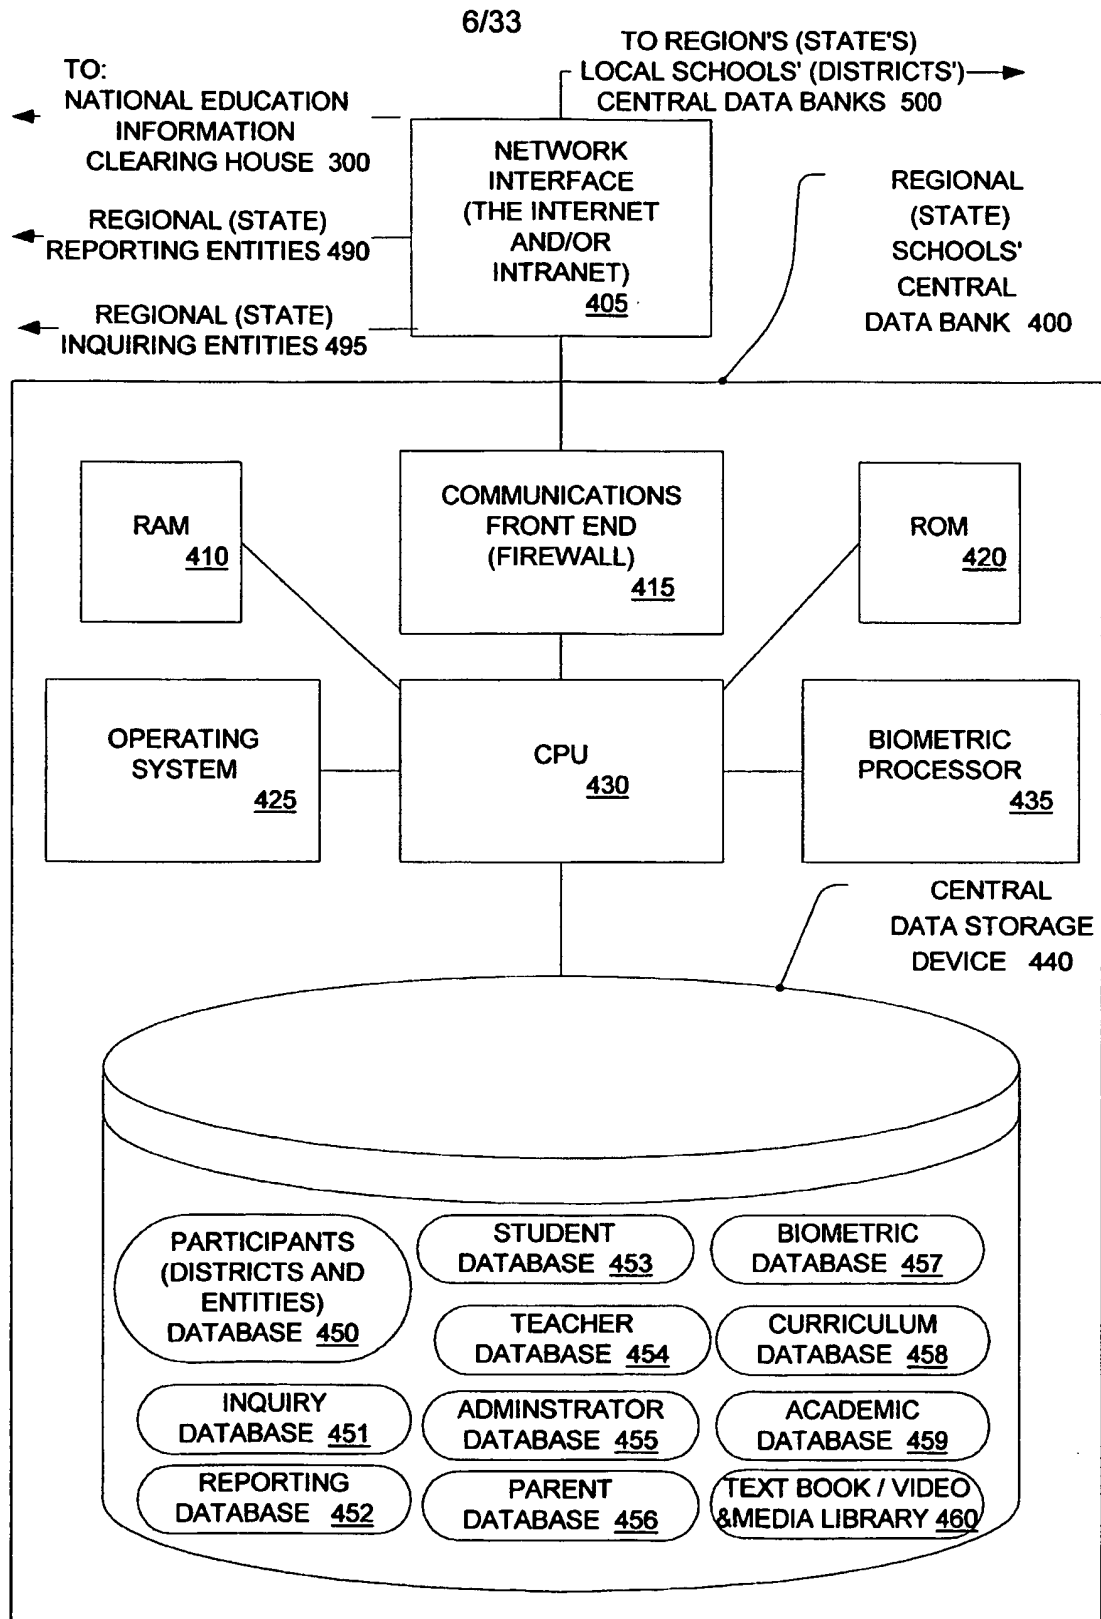 6/33
TO REGION'S (STATE'S)
LOCAL SCHOOLS' (DISTRICTS')
CENTRAL DATA BANKS 500
TO:
NATIONAL EDUCATION
INFORMATION
CLEARING HOUSE 300
REGIONAL (STATE)
REPORTING ENTITIES 490
REGIONAL (STATE)
INQUIRING ENTITIES 495
NETWORK
INTERFACE
(THE INTERNET
AND/OR
INTRANET)
405
REGIONAL
(STATE)
SCHOOLS'
CENTRAL
DATA BANK 400
RAM
410
COMMUNICATIONS
FRONT END
(FIREWALL)
415
ROM
420
OPERATING
SYSTEM
425
CPU
430
BIOMETRIC
PROCESSOR
435
CENTRAL
DATA STORAGE
DEVICE 440
PARTICIPANTS
(DISTRICTS AND
ENTITIES)
DATABASE 450
INQUIRY
DATABASE 451
REPORTING
DATABASE 452
STUDENT
DATABASE 453
TEACHER
DATABASE 454
ADMINSTRATOR
DATABASE 455
PARENT
DATABASE 456
BIOMETRIC
DATABASE 457
CURRICULUM
DATABASE 458
ACADEMIC
DATABASE 459
TEXT BOOK / VIDEO
&MEDIA LIBRARY 460